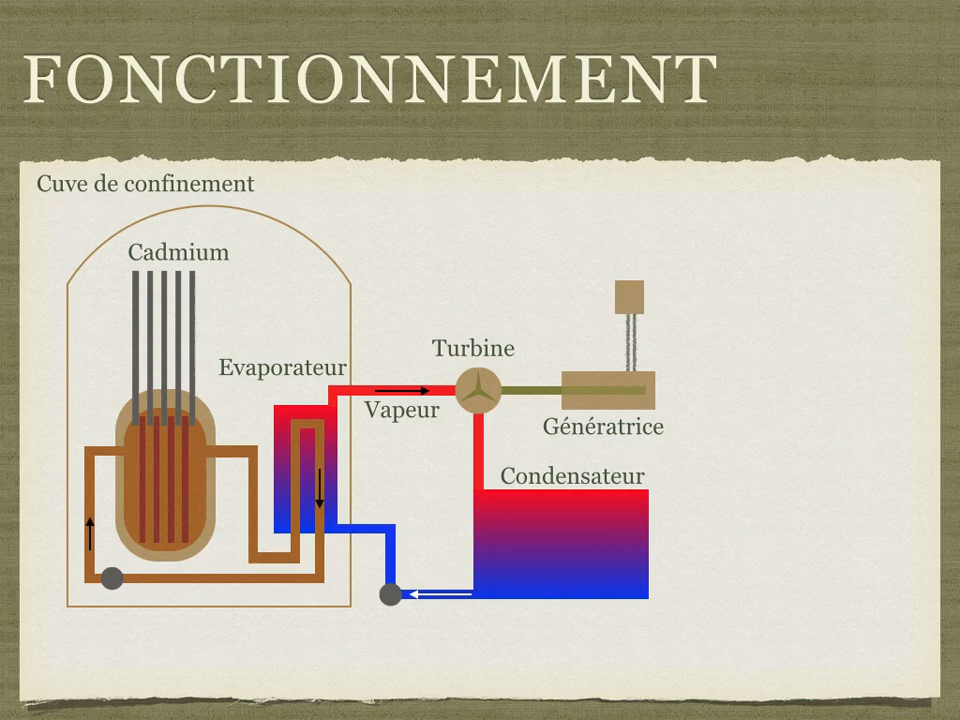 FONCTIONNEMENT
Cuve de confinement
Cadmium
Evaporateur
Turbine
Vapeur
Génératrice
Condensateur